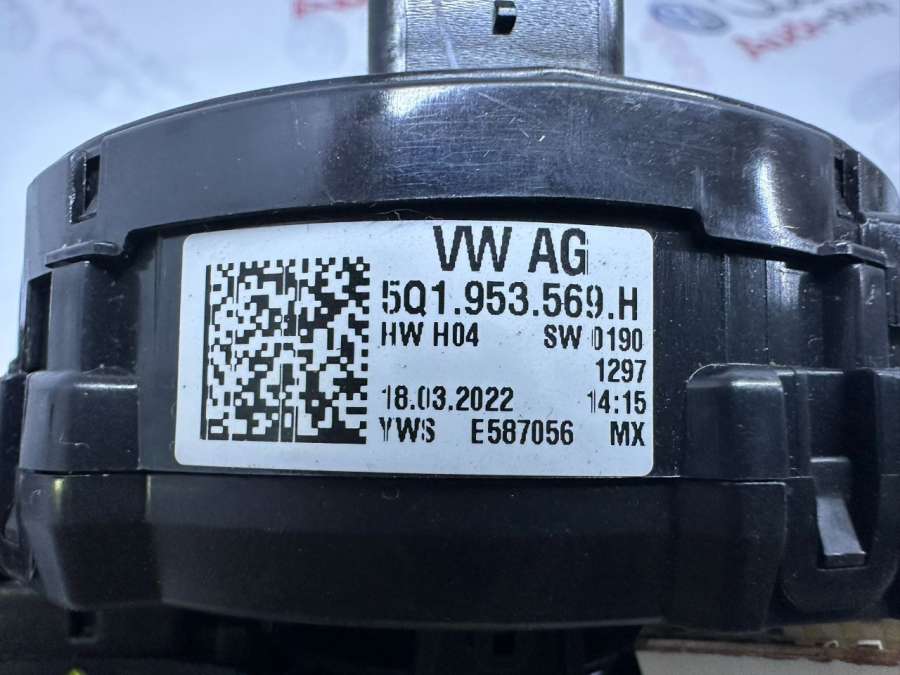 VW AG
5Q1.953.569.H
HW H04 SW 0190
1297
18.03.2022 14:15
YWS E587056 MX